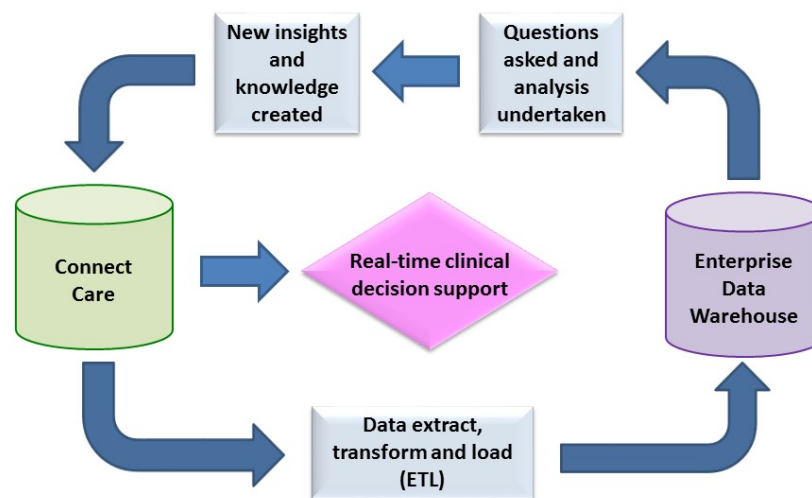 New insights
and
knowledge
created
Questions
asked and
analysis
undertaken
Connect
Care
Real-time clinical
decision support
Enterprise
Data
Warehouse
Data extract,
transform and load
(ETL)